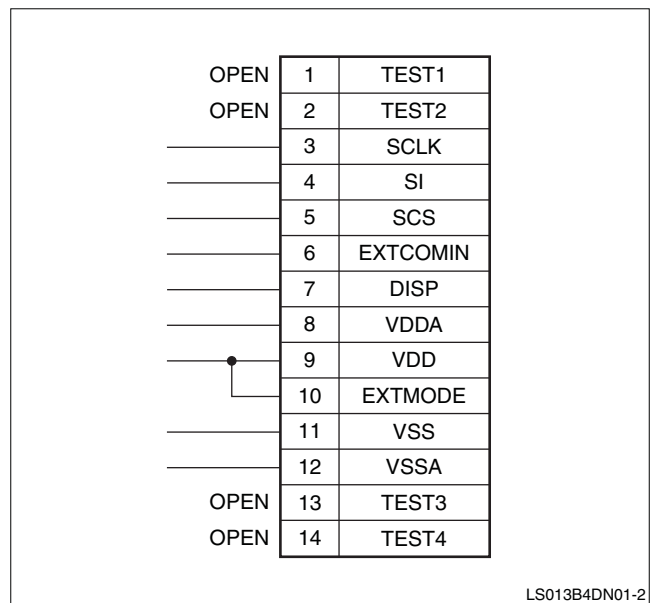 OPEN 1 TEST1
OPEN 2 TEST2
3 SCLK
4 SI
5 SCS
6 EXTCOMIN
7 DISP
8 VDDA
9 VDD
10 EXTMODE
11 VSS
12 VSSA
OPEN 13 TEST3
OPEN 14 TEST4
LS013B4DN01-2